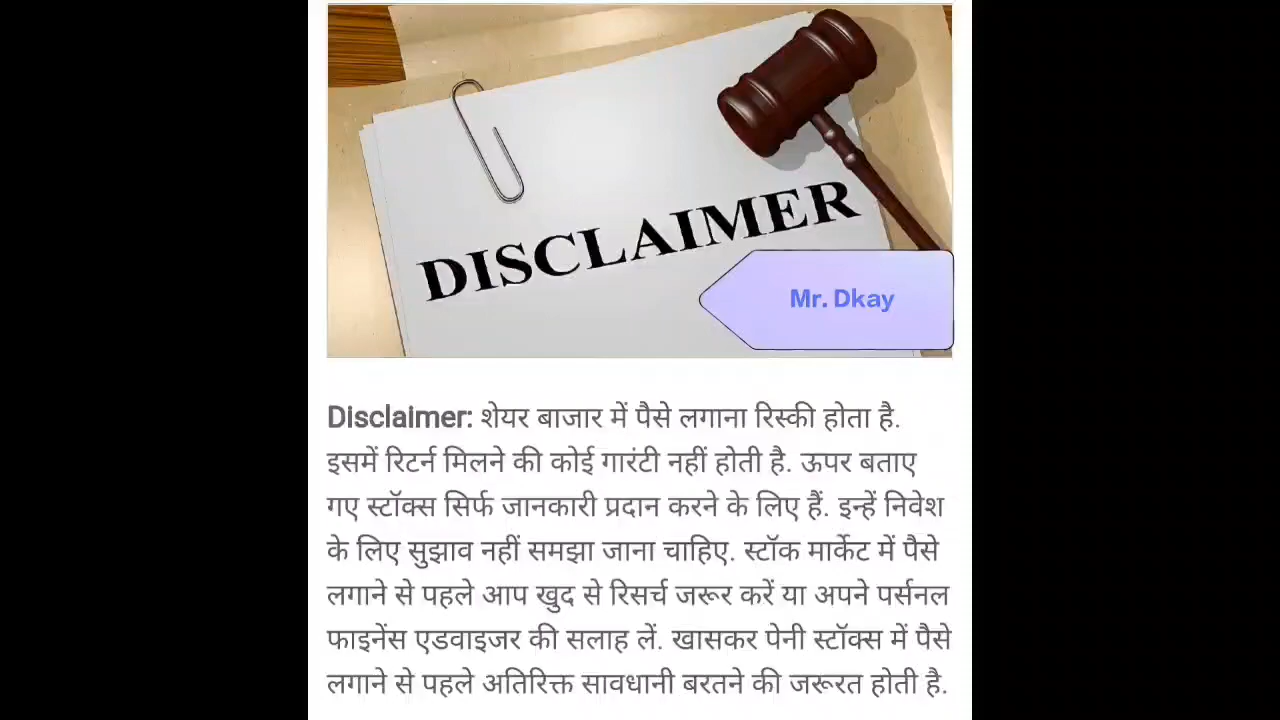 DISCLAIMER
Mr. Dkay
Disclaimer: शेयर बाजार में पैसे लगाना रिस्की होता है.
इसमें रिटर्न मिलने की कोई गारंटी नहीं होती है. ऊपर बताए
गए स्टॉक्स सिर्फ जानकारी प्रदान करने के लिए हैं. इन्हें निवेश
के लिए सुझाव नहीं समझा जाना चाहिए. स्टॉक मार्केट में पैसे
लगाने से पहले आप खुद से रिसर्च जरूर करें या अपने पर्सनल
फाइनेंस एडवाइजर की सलाह लें. खासकर पेनी स्टॉक्स में पैसे
लगाने से पहले अतिरिक्त सावधानी बरतने की जरूरत होती है.